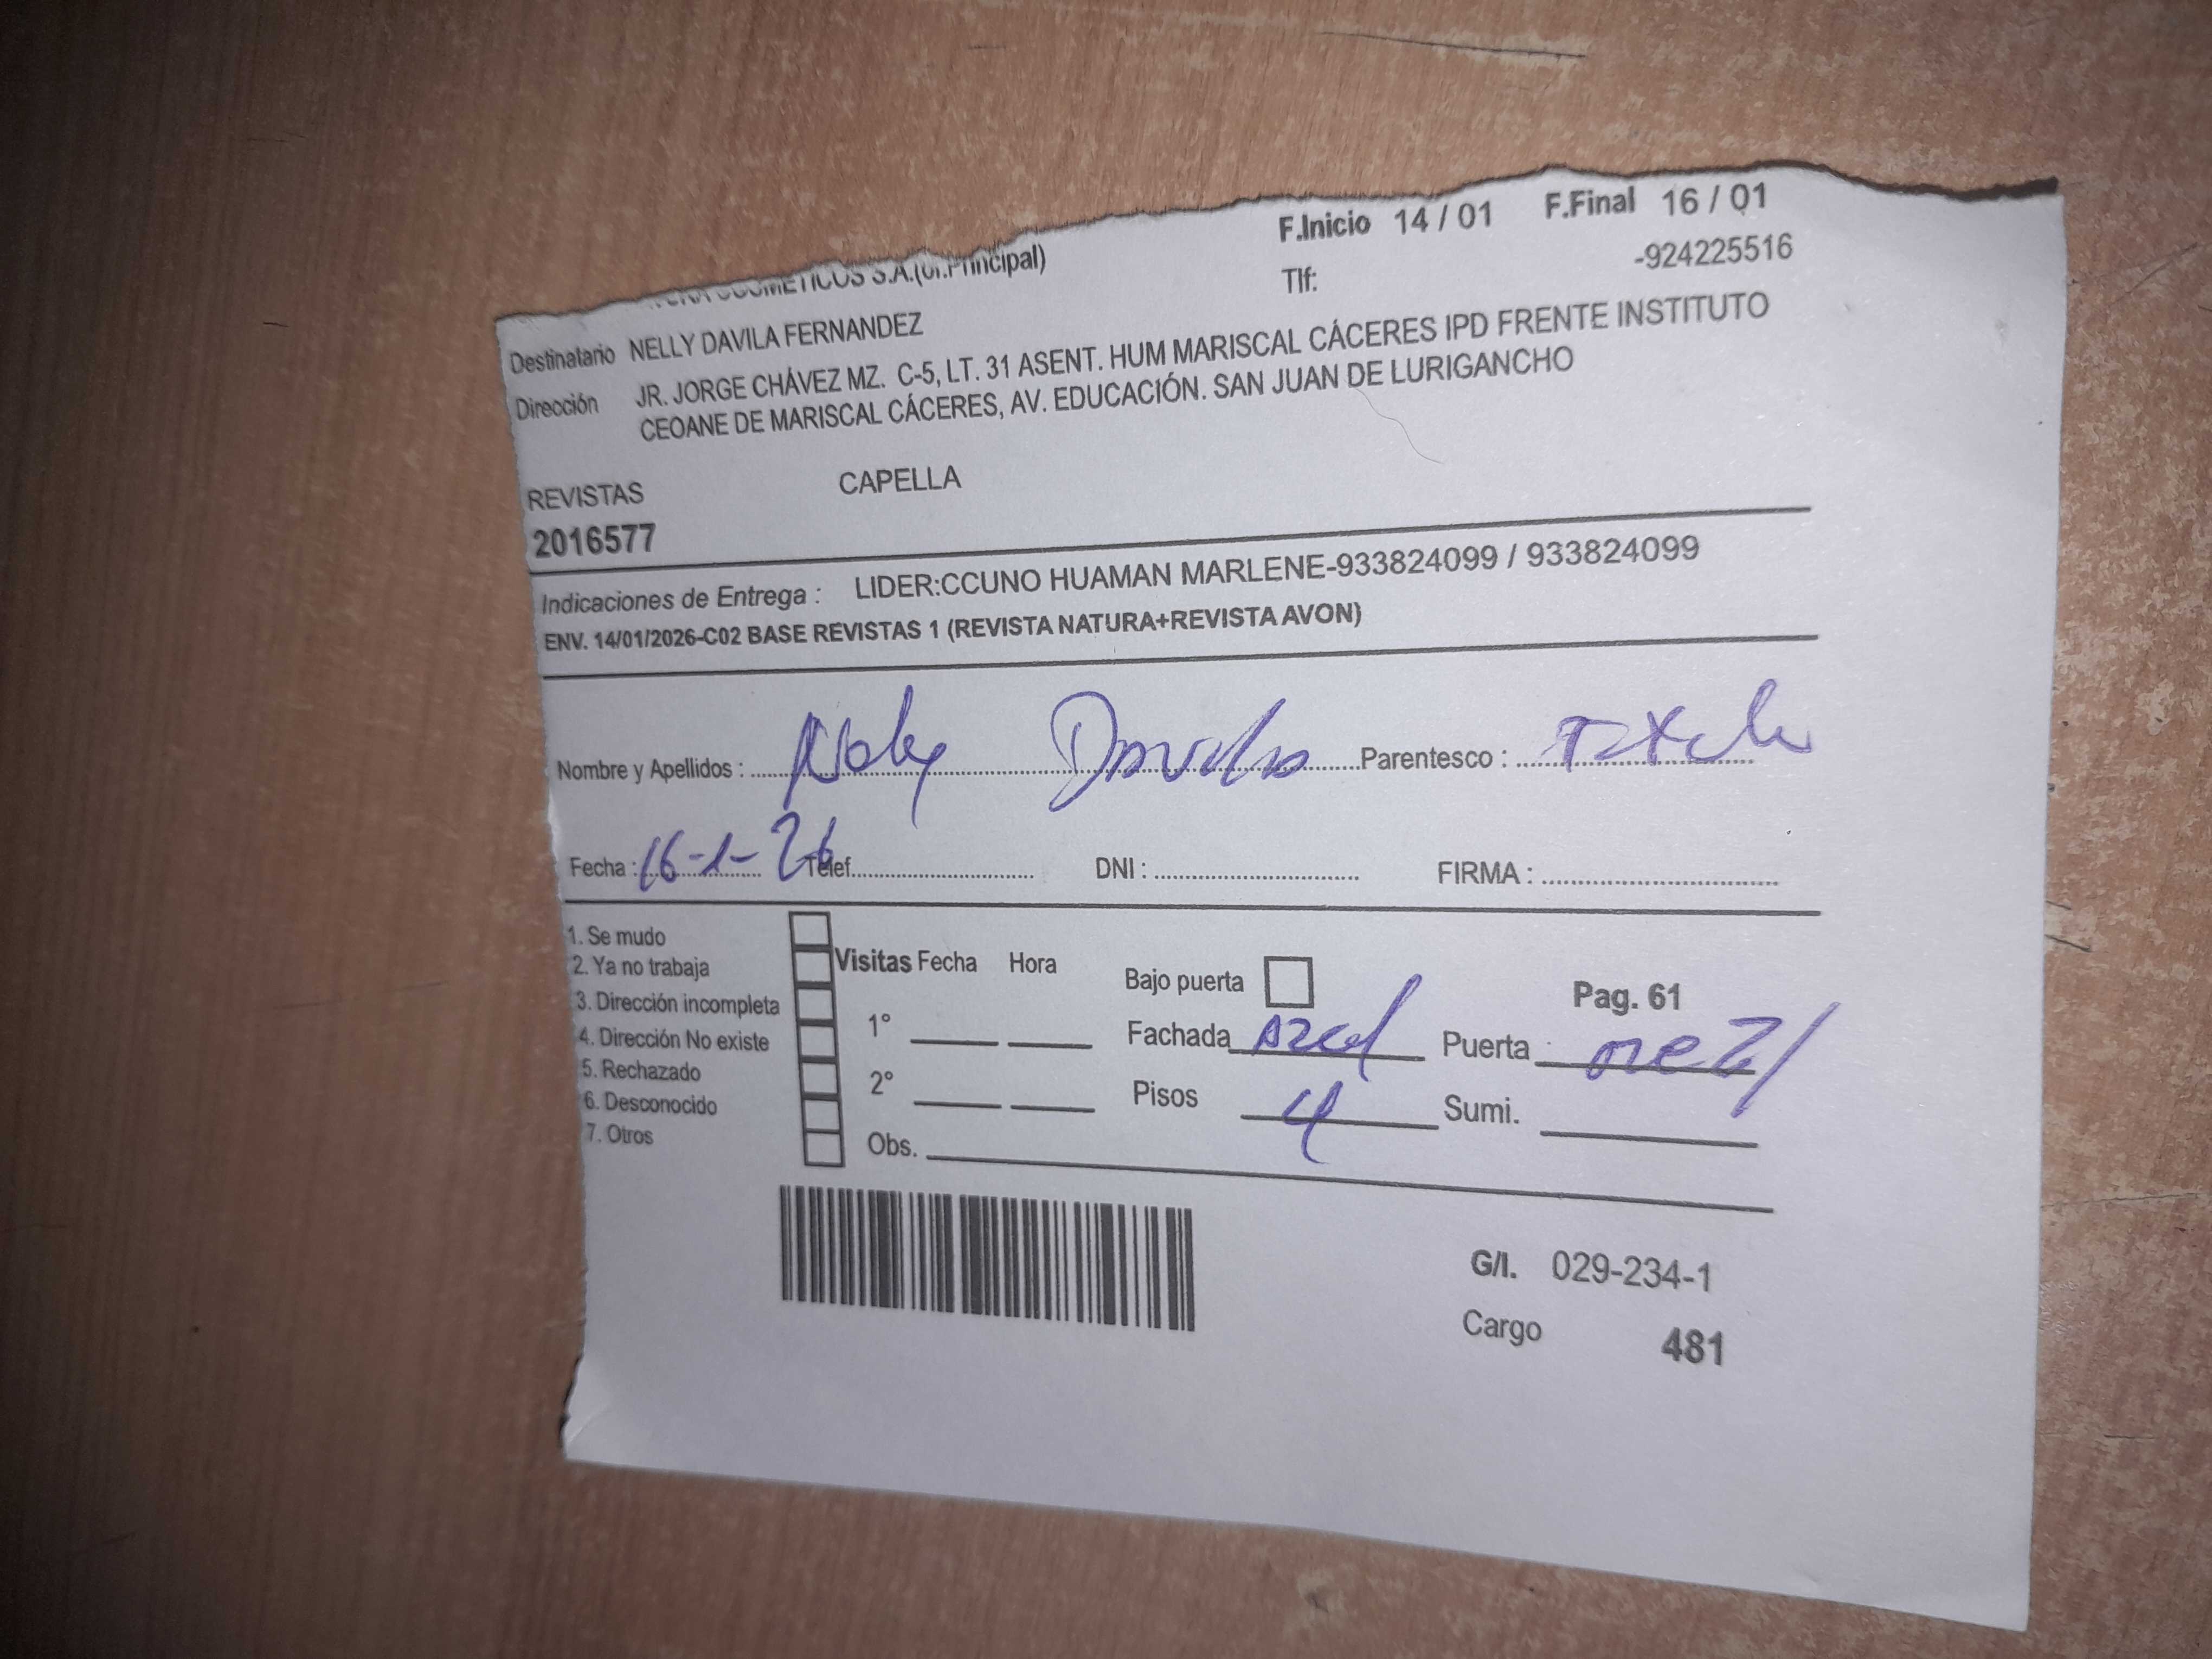 F.Inicio 14 / 01 F.Final 16 / 01
COSMETICOS S.A.(of.Principal) Tlf: -924225516
Destinatario NELLY DAVILA FERNANDEZ
Dirección JR. JORGE CHÁVEZ MZ. C-5, LT. 31 ASENT. HUM MARISCAL CÁCERES IPD FRENTE INSTITUTO
CEOANE DE MARISCAL CÁCERES, AV. EDUCACIÓN. SAN JUAN DE LURIGANCHO
REVISTAS CAPELLA
2016577
Indicaciones de Entrega : LIDER:CCUNO HUAMAN MARLENE-933824099 / 933824099
ENV. 14/01/2026-C02 BASE REVISTAS 1 (REVISTA NATURA+REVISTA AVON)
Nombre y Apellidos : Nely Davila Parentesco :
Fecha : 16-1-26 Telef. DNI : FIRMA :
1. Se mudo
2. Ya no trabaja
3. Dirección incompleta
4. Dirección No existe
5. Rechazado
6. Desconocido
7. Otros
Visitas Fecha Hora
1°
2°
Obs.
Bajo puerta Pag. 61
Fachada Azul Puerta
Pisos 4 Sumi.
G/I. 029-234-1
Cargo 481